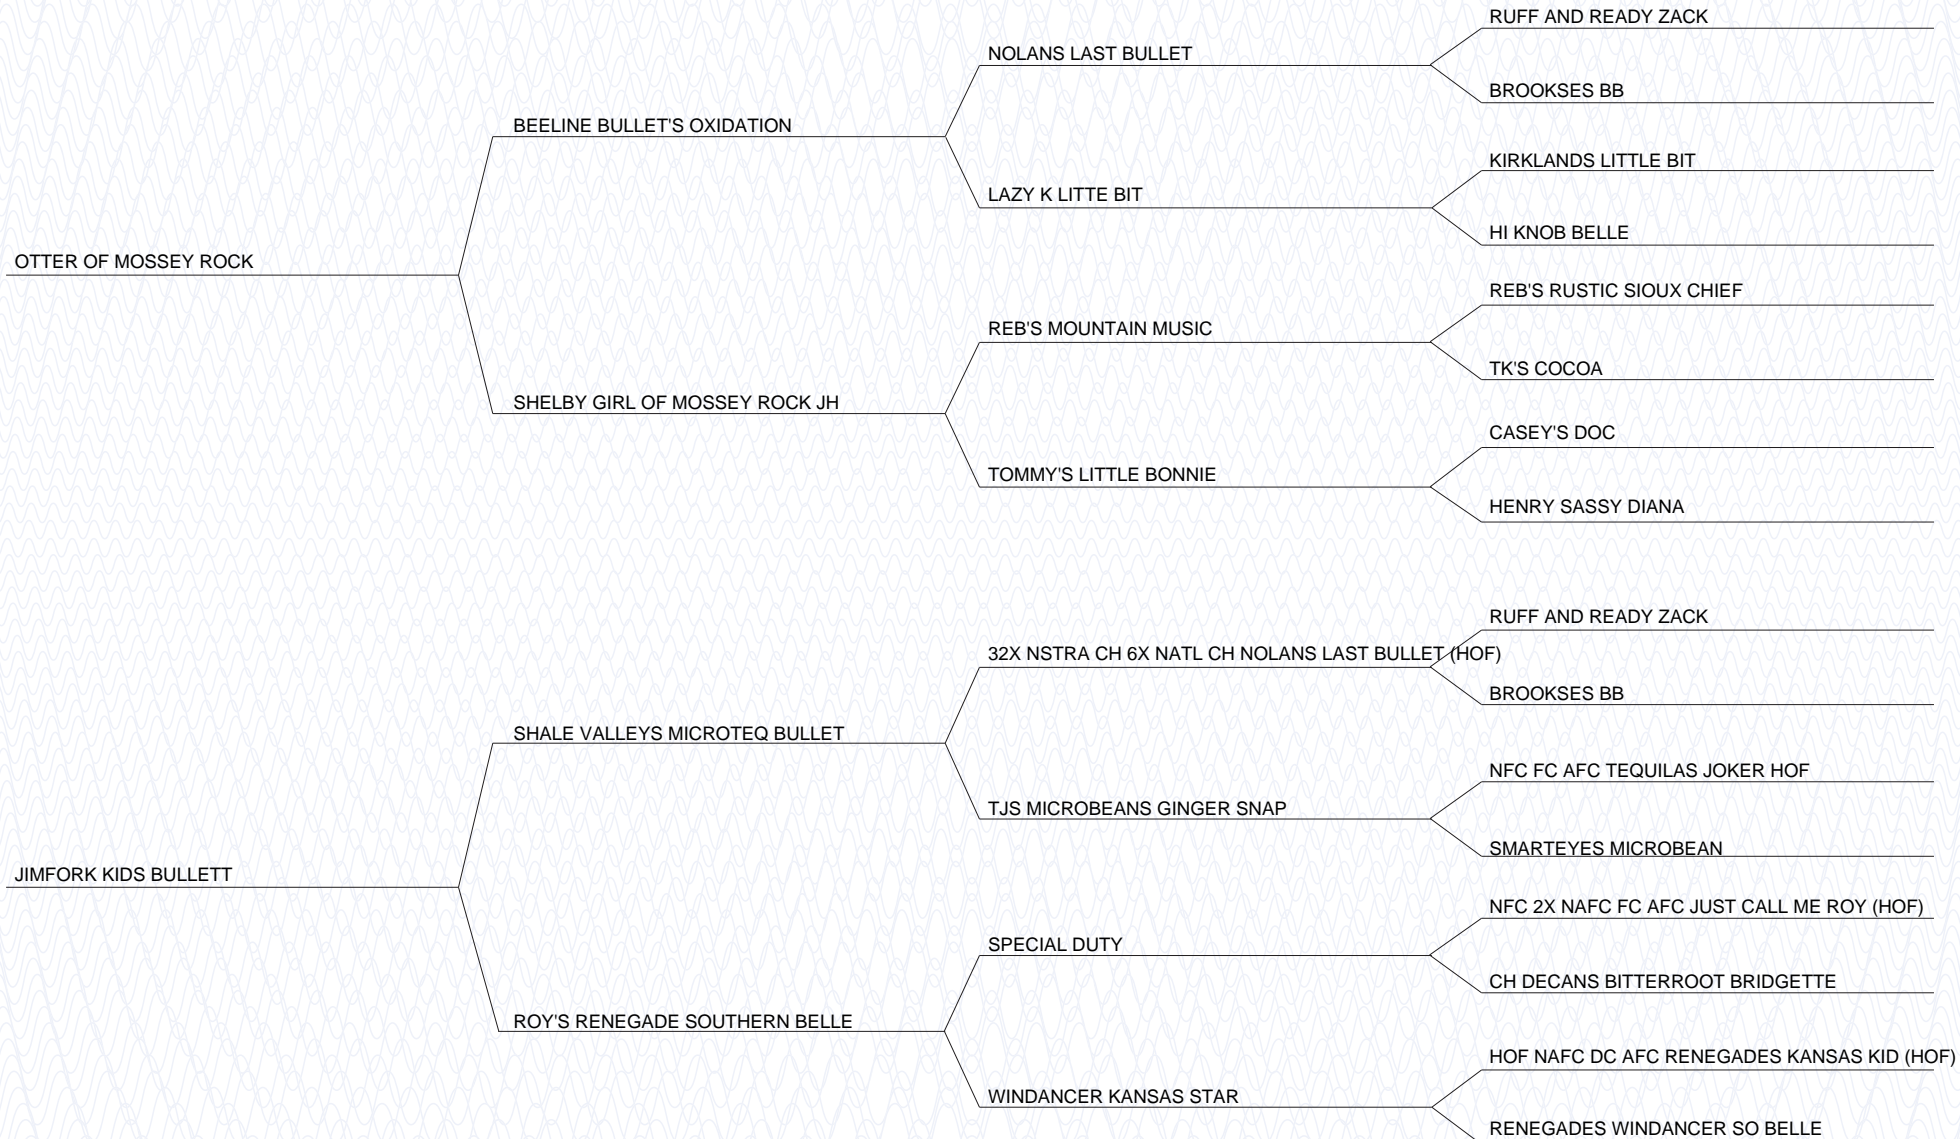 RUFF AND READY ZACK
NOLANS LAST BULLET
BROOKSES BB
BEELINE BULLET'S OXIDATION
KIRKLANDS LITTLE BIT
LAZY K LITTE BIT
HI KNOB BELLE
OTTER OF MOSSEY ROCK
REB'S RUSTIC SIOUX CHIEF
REB'S MOUNTAIN MUSIC
TK'S COCOA
SHELBY GIRL OF MOSSEY ROCK JH
CASEY'S DOC
TOMMY'S LITTLE BONNIE
HENRY SASSY DIANA
RUFF AND READY ZACK
32X NSTRA CH 6X NATL CH NOLANS LAST BULLET (HOF)
BROOKSES BB
SHALE VALLEYS MICROTEQ BULLET
NFC FC AFC TEQUILAS JOKER HOF
TJS MICROBEANS GINGER SNAP
SMARTEYES MICROBEAN
JIMFORK KIDS BULLETT
NFC 2X NAFC FC AFC JUST CALL ME ROY (HOF)
SPECIAL DUTY
CH DECANS BITTERROOT BRIDGETTE
ROY'S RENEGADE SOUTHERN BELLE
HOF NAFC DC AFC RENEGADES KANSAS KID (HOF)
WINDANCER KANSAS STAR
RENEGADES WINDANCER SO BELLE